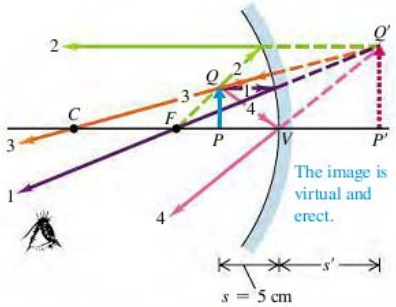 Q'
2
Q
2
3
1
4
C
F
3
P
V
P'
The image is
virtual and
erect.
1
4
s'
s = 5 cm